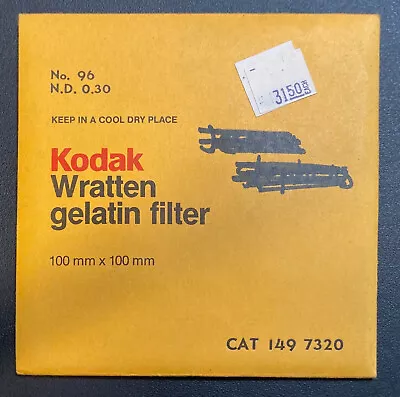 No. 96
N.D. 0.30
3150
KEEP IN A COOL DRY PLACE
Kodak
Wratten
gelatin filter
100 mm x 100 mm
CAT 149 7320